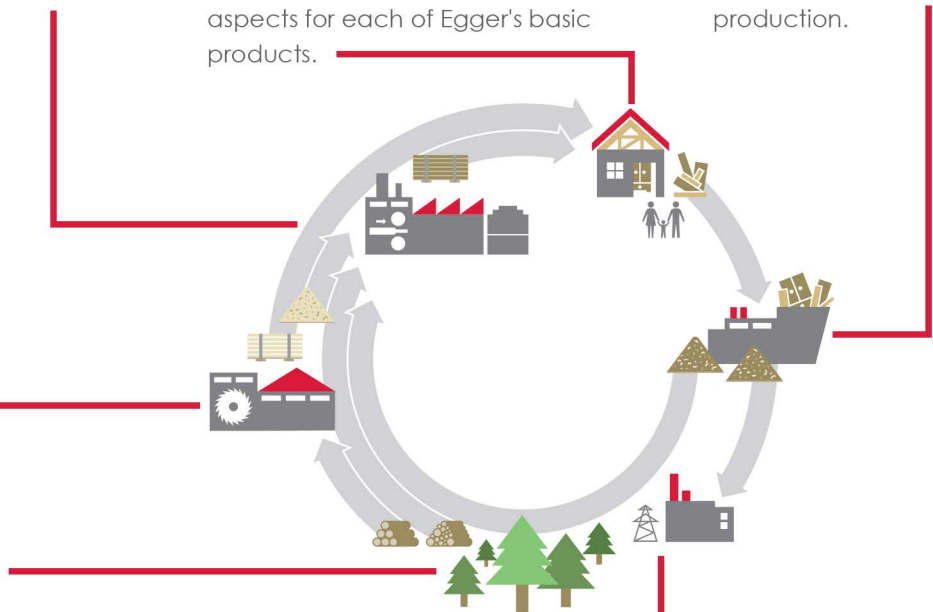 aspects for each of Egger's basic
products.
production.